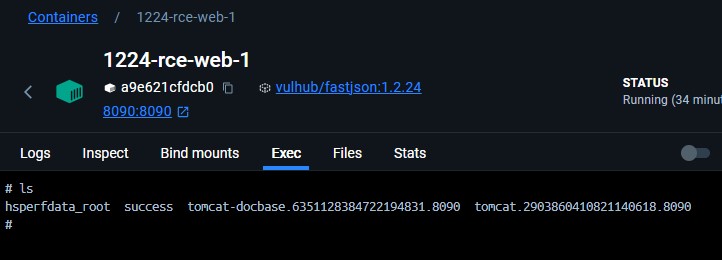 Containers / 1224-rce-web-1
1224-rce-web-1
a9e621cfdcb0 vulhub/fastjson:1.2.24
8090:8090
STATUS
Running (34 minut
Logs Inspect Bind mounts Exec Files Stats
# ls
hsperfdata_root success tomcat-docbase.6351128384722194831.8090 tomcat.2903860410821140618.8090
#